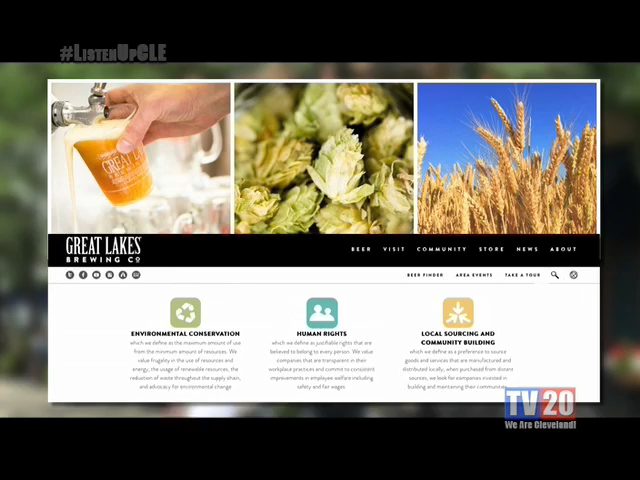 #ListenUpCLE
GREAT LAKES
GREAT LAKES
BREWING Co
BEER VISIT COMMUNITY STORE NEWS ABOUT
BEER FINDER AREA EVENTS TAKE A TOUR
ENVIRONMENTAL CONSERVATION
which we define as the maximum amount of use
from the minimum amount of resources. We
value frugality in the use of resources and
energy, the usage of renewable resources, the
reduction of waste throughout the supply chain,
and advocacy for environmental change
HUMAN RIGHTS
which we define as justifiable rights that are
believed to belong to every person. We value
companies that are transparent in their
workplace practices and commit to consistent
improvements in employee welfare including
safety and fair wages
LOCAL SOURCING AND
COMMUNITY BUILDING
which we define as a preference to source
goods and services that are manufactured and
distributed locally, when purchased from distant
sources, we look for companies invested in
building and maintaining their communities
TV20
We Are Cleveland!